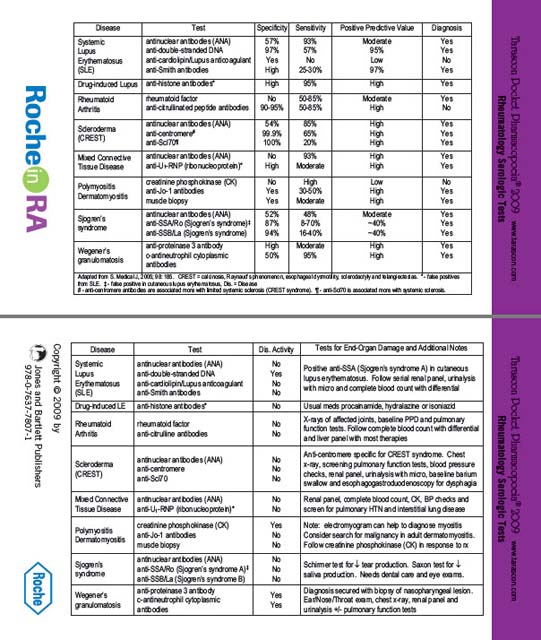 Disease Test Specificity Sensitivity Positive Predictive Value Diagnosis
Systemic antinuclear antibodies (ANA) 57% 93% Moderate Yes
Lupus anti-double-stranded DNA 97% 57% 95% Yes
Erythematosus anti-cardiolipin/Lupus anticoagulant Yes No Low No
(SLE) anti-Smith antibodies High 25-30% 97% Yes
Drug-induced Lupus anti-histone antibodies* High 95% High Yes
Rheumatoid rheumatoid factor No 50-85% Moderate Yes
Arthritis anti-citrulinated peptide antibodies 90-95% 50-85% High No
Scleroderma antinuclear antibodies (ANA) 54% 85% High Yes
(CREST) anti-centromere# 99.9% 65% High Yes
anti-Scl70¶ 100% 20% High Yes
Mixed Connective antinuclear antibodies (ANA) No 93% High Yes
Tissue Disease anti-U1-RNP (ribonucleoprotein)* High Moderate High Yes
Polymyositis creatinine phosphokinase (CK) No High Low No
Dermatomyositis anti-Jo-1 antibodies Yes 30-50% High Yes
muscle biopsy Yes Moderate High Yes
Sjogren's antinuclear antibodies (ANA) 52% 48% Moderate Yes
syndrome anti-SSA/Ro (Sjogren's syndrome)‡ 87% 8-70% ~40% Yes
anti-SSB/La (Sjogren's syndrome) 94% 16-40% ~40% Yes
Wegener's anti-proteinase 3 antibody High Moderate High Yes
granulomatosis c-antineutrophil cytoplasmic 50% 95% High Yes
antibodies
Adapted from S. Medical J, 2005; 98: 185. CREST = calcinosis, Raynaud's phenomenon, esophageal dysmotility, sclerodactyly and telangiectasias. * - false positives
from SLE. ‡ - false positive in cutaneous lupus erythematosus, Dis. = Disease
# - anti-centromere antibodies are associated more with limited systemic sclerosis (CREST syndrome). ¶ - anti-Scl70 is associated more with systemic sclerosis.
Roche in RA
Tarascon Pocket Pharmacopoeia® 2009 www.tarascon.com
Rheumatology Serologic Tests
Disease Test Dis. Activity Tests for End-Organ Damage and Additional Notes
Systemic antinuclear antibodies (ANA) No
Lupus anti-double-stranded DNA Yes Positive anti-SSA (Sjogren's syndrome A) in cutaneous
Erythematosus anti-cardiolipin/Lupus anticoagulant No lupus erythematosus. Follow serial renal panel, urinalysis
(SLE) anti-Smith antibodies No with micro and complete blood count with differential
Drug-induced LE anti-histone antibodies* No Usual meds procainamide, hydralazine or isoniazid
Rheumatoid rheumatoid factor No X-rays of affected joints, baseline PPD and pulmonary
Arthritis anti-citrulline antibodies No function tests. Follow complete blood count with differential
and liver panel with most therapies
Scleroderma antinuclear antibodies (ANA) No Anti-centromere specific for CREST syndrome. Chest
(CREST) anti-centromere No x-ray, screening pulmonary function tests, blood pressure
anti-Scl70 No checks, renal panel, urinalysis with micro, baseline barium
swallow and esophagogastroduodenoscopy for dysphagia
Mixed Connective antinuclear antibodies (ANA) No Renal panel, complete blood count, CK, BP checks and
Tissue Disease anti-U1-RNP (ribonucleoprotein)* No screen for pulmonary HTN and interstitial lung disease
Polymyositis creatinine phosphokinase (CK) Yes Note: electromyogram can help to diagnose myositis
Dermatomyositis anti-Jo-1 antibodies No Consider search for malignancy in adult dermatomyositis.
muscle biopsy No Follow creatinine phosphokinase (CK) in response to rx
Sjogren's antinuclear antibodies (ANA) No Schirmer test for ↓ tear production. Saxon test for ↓
syndrome anti-SSA/Ro (Sjogren's syndrome A)‡ No saliva production. Needs dental care and eye exams.
anti-SSB/La (Sjogren's syndrome B) No
Wegener's anti-proteinase 3 antibody Yes Diagnosis secured with biopsy of nasopharyngeal lesion.
granulomatosis c-antineutrophil cytoplasmic Yes Ear/Nose/Throat exam, chest x-ray, renal panel and
antibodies urinalysis +/- pulmonary function tests
Copyright © 2009 by
Jones and Bartlett Publishers
978-0-7637-7807-1
Roche
Tarascon Pocket Pharmacopoeia® 2009 www.tarascon.com
Rheumatology Serologic Tests